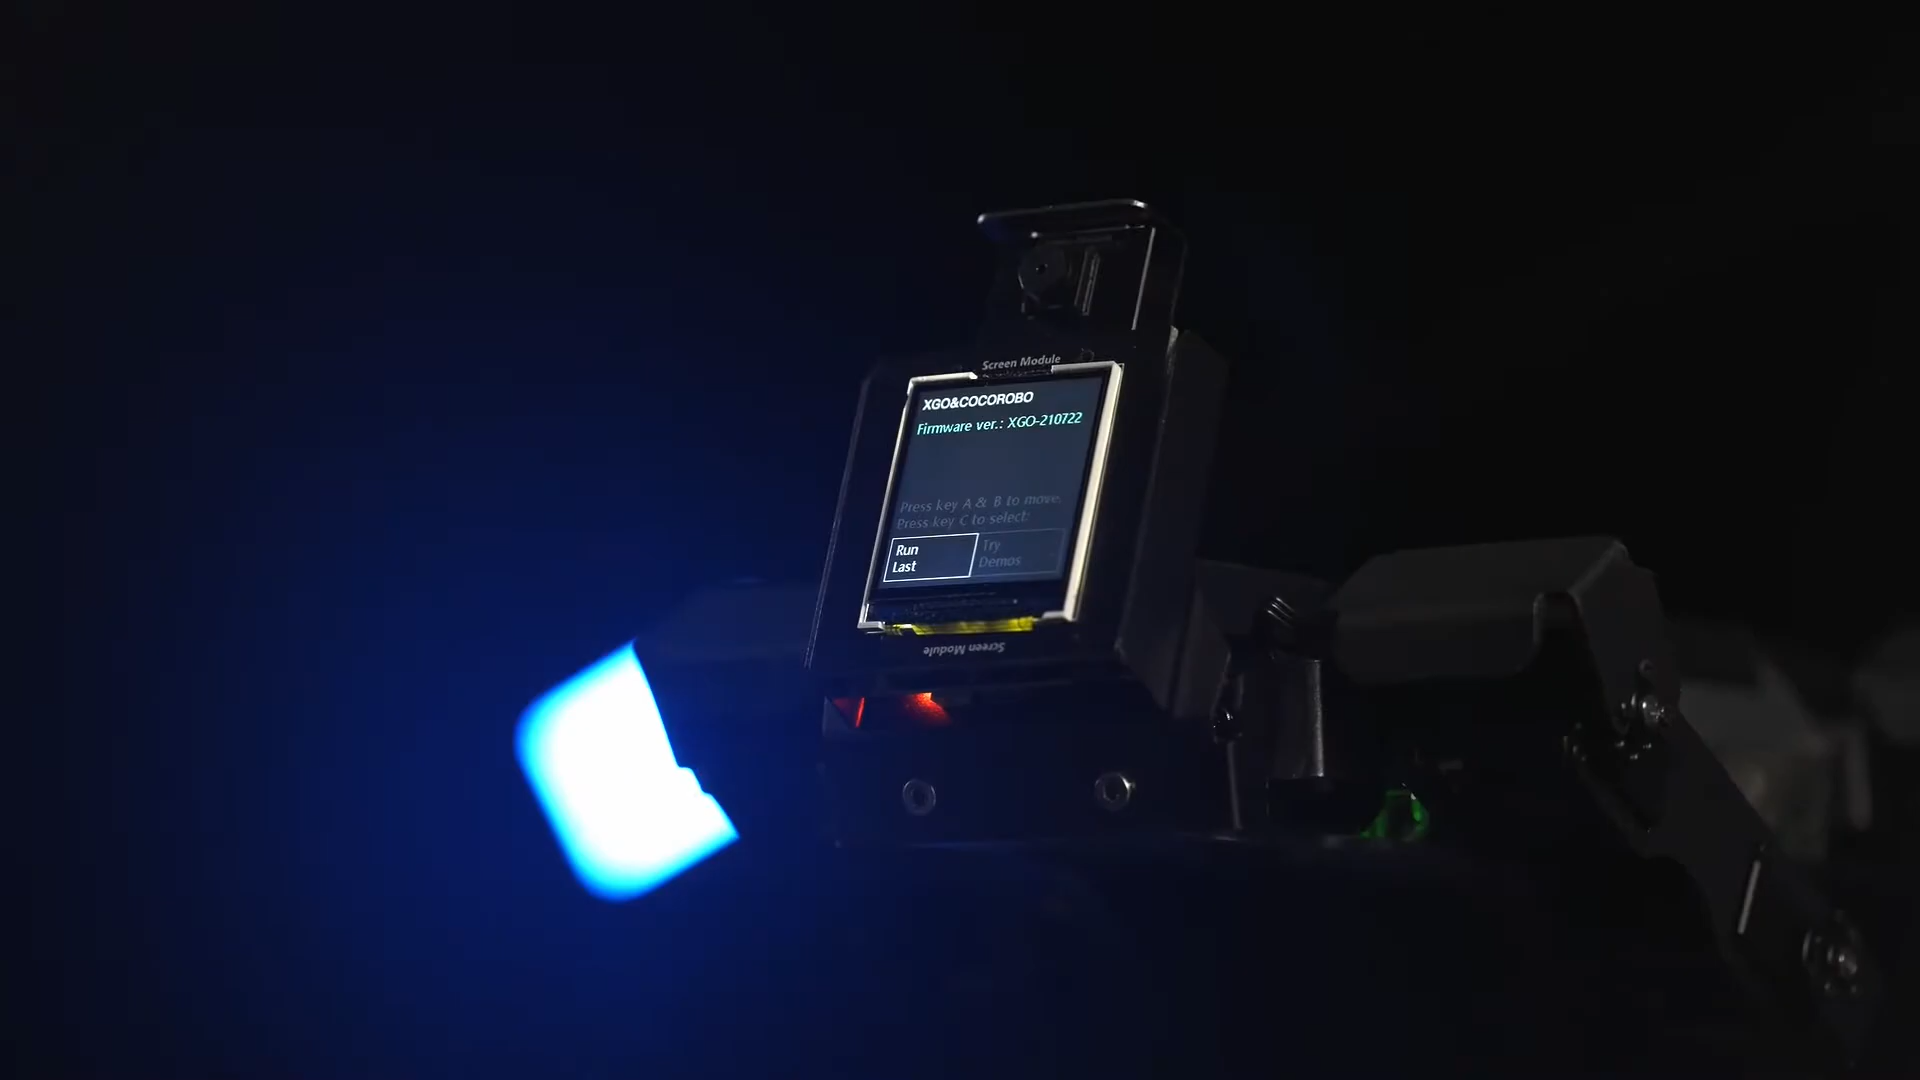 Screen Module
XGO&COCOROBO
Firmware ver.: XGO-210722
Press key A & B to move.
Press key C to select:
Run
Last
Try
Demos
Screen Module